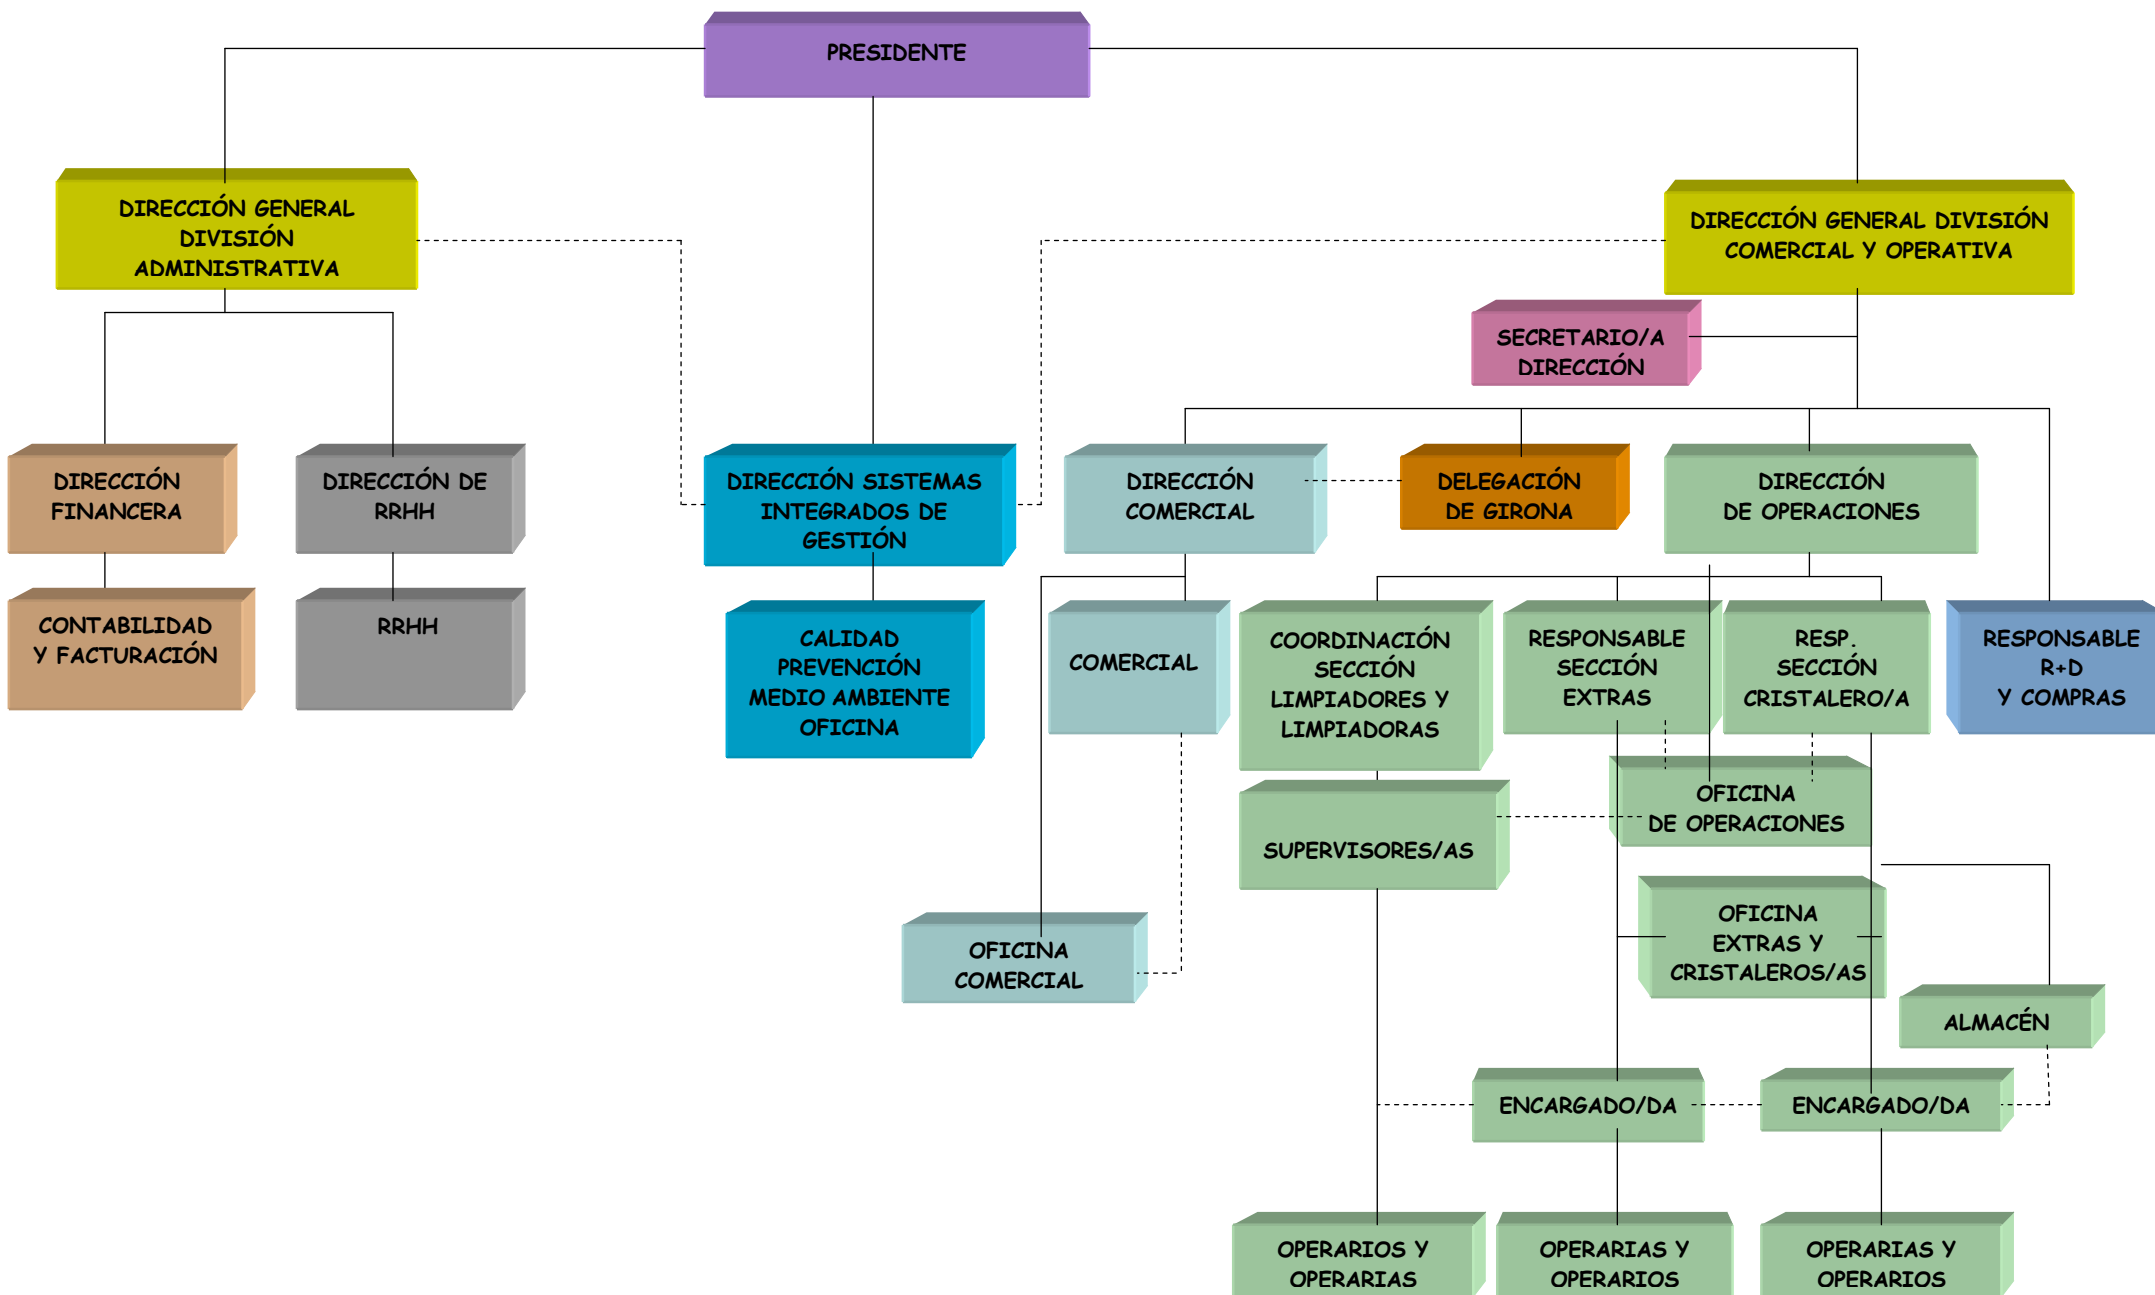 PRESIDENTE
DIRECCIÓN GENERAL
DIVISIÓN
ADMINISTRATIVA
DIRECCIÓN GENERAL DIVISIÓN
COMERCIAL Y OPERATIVA
SECRETARIO/A
DIRECCIÓN
DIRECCIÓN
FINANCERA
DIRECCIÓN DE
RRHH
DIRECCIÓN SISTEMAS
INTEGRADOS DE
GESTIÓN
DIRECCIÓN
COMERCIAL
DELEGACIÓN
DE GIRONA
DIRECCIÓN
DE OPERACIONES
CONTABILIDAD
Y FACTURACIÓN
RRHH
CALIDAD
PREVENCIÓN
MEDIO AMBIENTE
OFICINA
COMERCIAL
COORDINACIÓN
SECCIÓN
LIMPIADORES Y
LIMPIADORAS
RESPONSABLE
SECCIÓN
EXTRAS
RESP.
SECCIÓN
CRISTALERO/A
RESPONSABLE
R+D
Y COMPRAS
SUPERVISORES/AS
OFICINA
DE OPERACIONES
OFICINA
COMERCIAL
OFICINA
EXTRAS Y
CRISTALEROS/AS
ALMACÉN
ENCARGADO/DA
ENCARGADO/DA
OPERARIOS Y
OPERARIAS
OPERARIAS Y
OPERARIOS
OPERARIAS Y
OPERARIOS